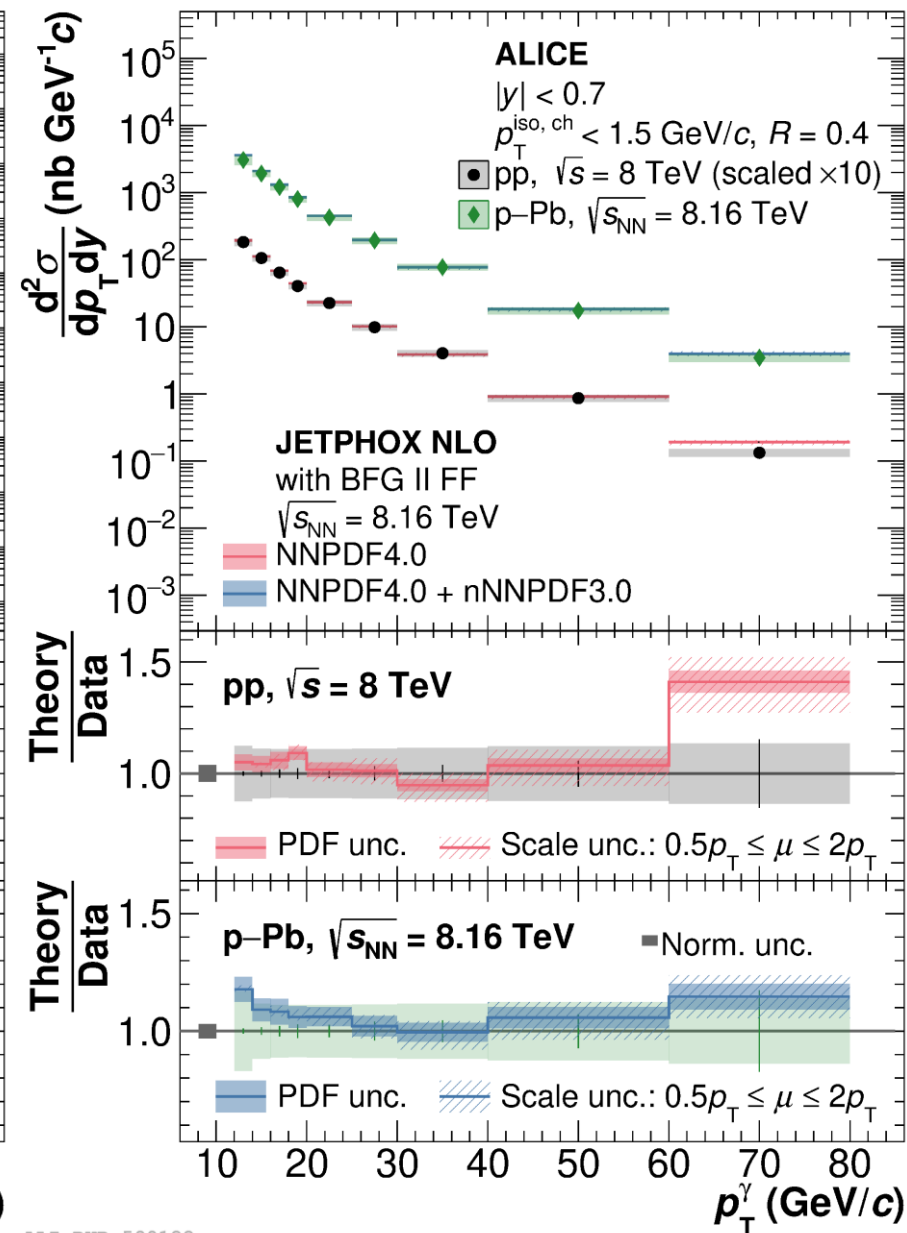 10⁵
10⁴
10³
10²
10
1
10⁻¹
10⁻²
10⁻³
d²σ/dp_T dy (nb GeV⁻¹c)
ALICE
|y| < 0.7
p_T^{iso, ch} < 1.5 GeV/c, R = 0.4
pp, √s = 8 TeV (scaled ×10)
p–Pb, √s_NN = 8.16 TeV
JETPHOX NLO
with BFG II FF
√s_NN = 8.16 TeV
NNPDF4.0
NNPDF4.0 + nNNPDF3.0
Theory
Data
1.5
1.0
pp, √s = 8 TeV
PDF unc. Scale unc.: 0.5p_T ≤ μ ≤ 2p_T
Theory
Data
1.5
1.0
p–Pb, √s_NN = 8.16 TeV
Norm. unc.
PDF unc. Scale unc.: 0.5p_T ≤ μ ≤ 2p_T
10 20 30 40 50 60 70 80
p_T^γ (GeV/c)